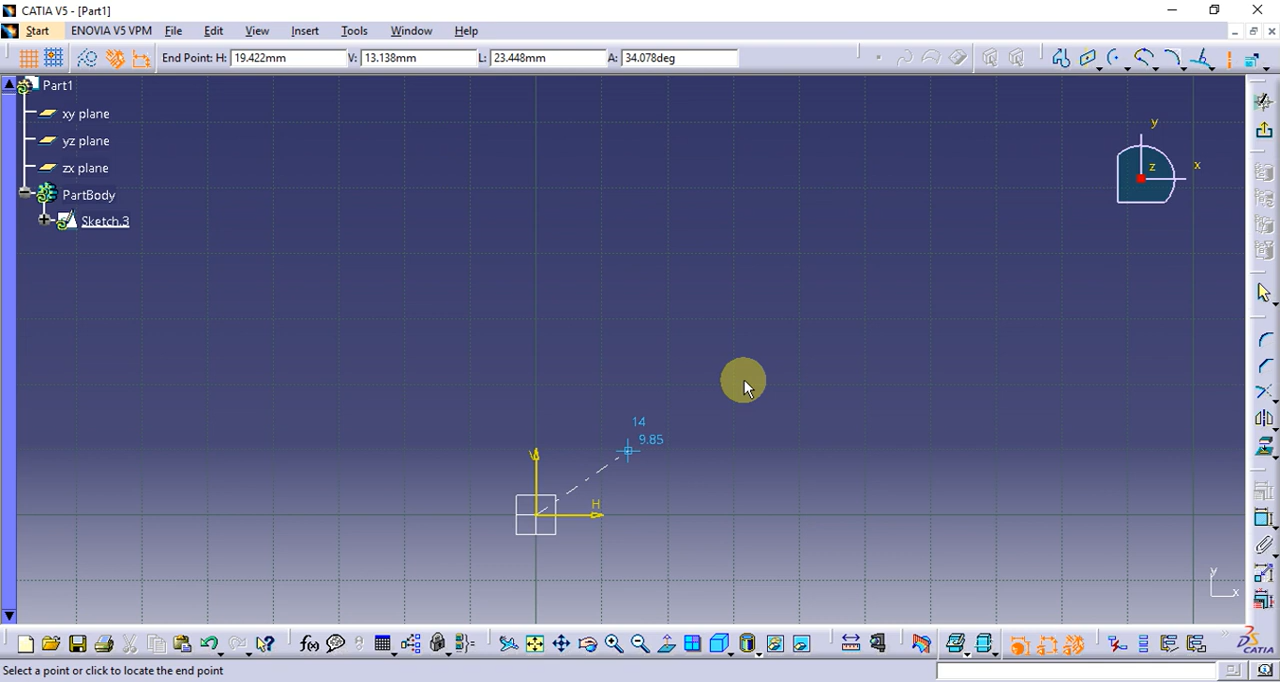 CATIA V5 - [Part1]
Start ENOVIA V5 VPM File Edit View Insert Tools Window Help
End Point: H: 19.422mm V: 13.138mm L: 23.448mm A: 34.078deg
Part1
xy plane
yz plane
zx plane
PartBody
Sketch.3
y
x
z
14
9.85
V
H
y
x
f(x)
CATIA
Select a point or click to locate the end point